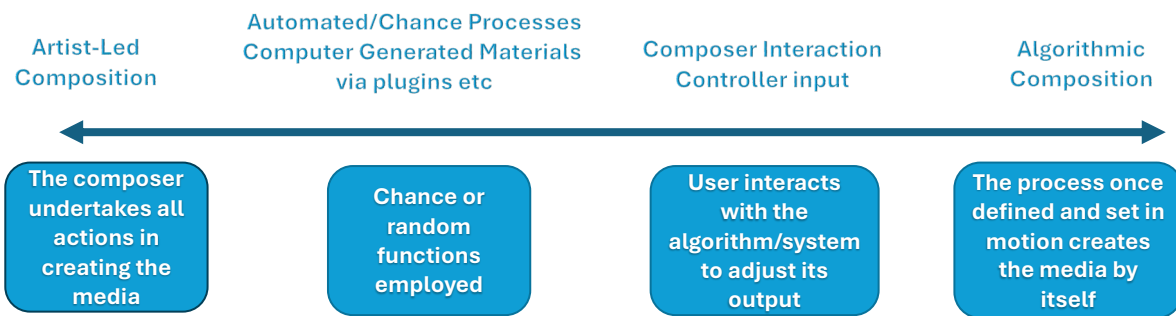 Artist-Led
Composition
Automated/Chance Processes
Computer Generated Materials
via plugins etc
Composer Interaction
Controller input
Algorithmic
Composition
The composer
undertakes all
actions in
creating the
media
Chance or
random
functions
employed
User interacts
with the
algorithm/system
to adjust its
output
The process once
defined and set in
motion creates
the media by
itself